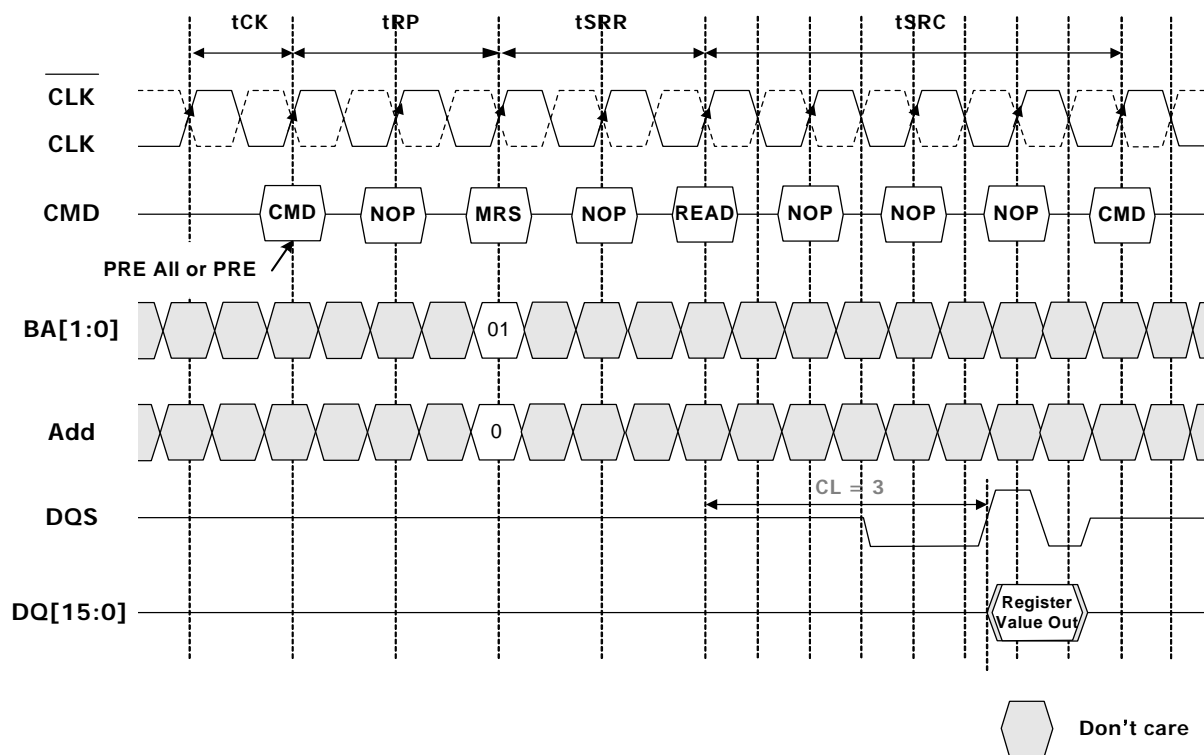 tCK tRP tSRR tSRC
CLK
CLK
CMD CMD NOP MRS NOP READ NOP NOP NOP CMD
PRE All or PRE
BA[1:0] 01
Add 0
CL = 3
DQS
DQ[15:0] Register
Value Out
Don't care